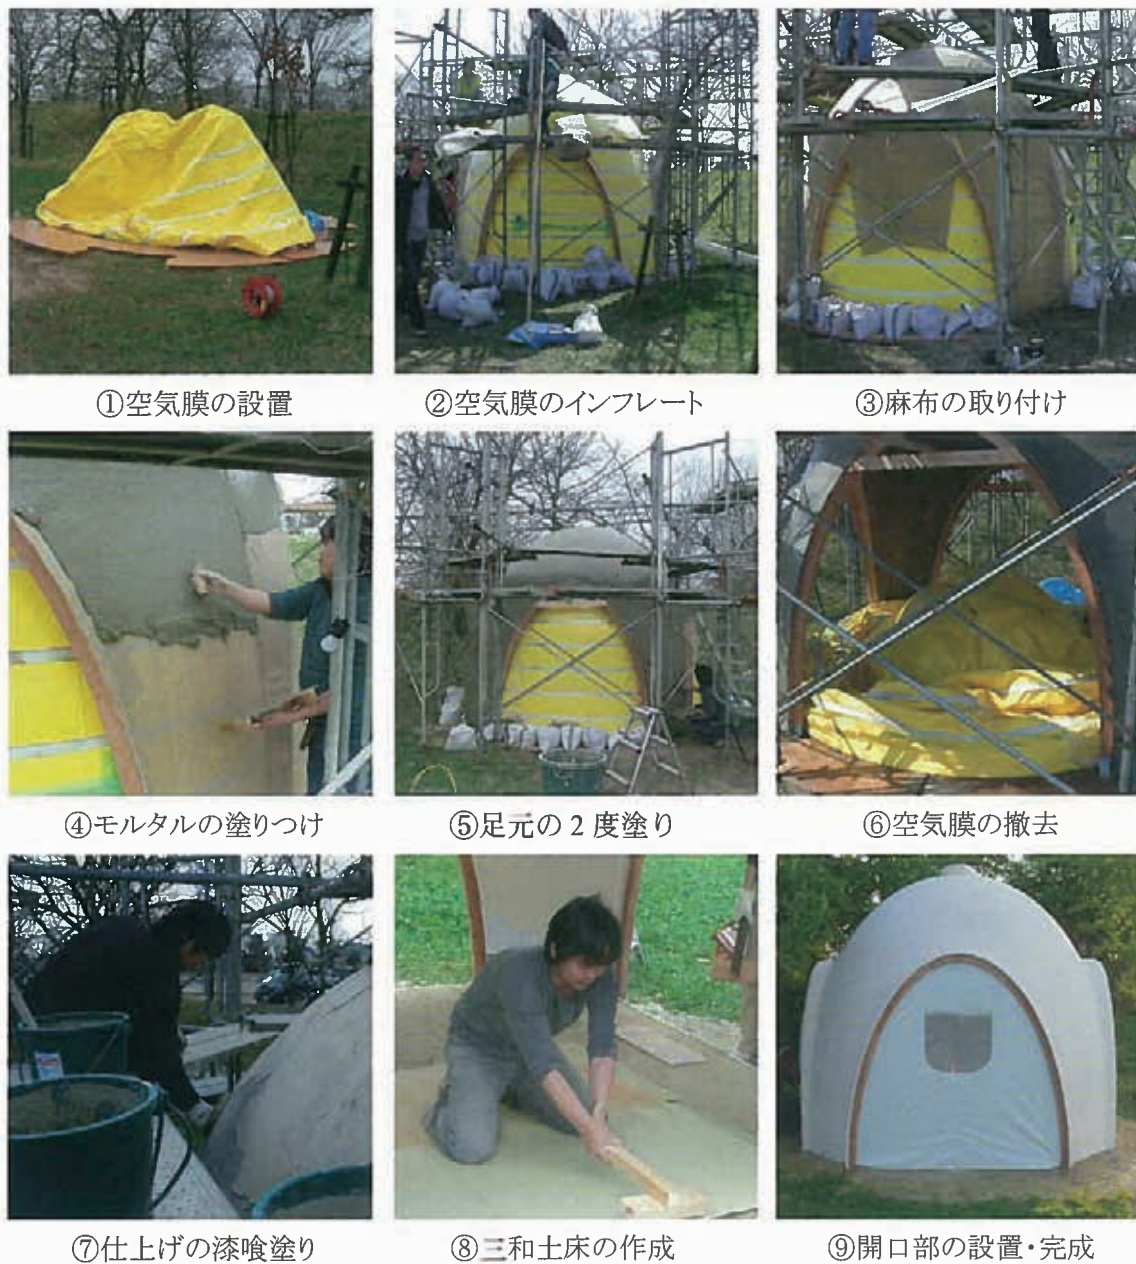 ①空気膜の設置
②空気膜のインフレート
③麻布の取り付け
④モルタルの塗りつけ
⑤足元の2度塗り
⑥空気膜の撤去
⑦仕上げの漆喰塗り
⑧三和土床の作成
⑨開口部の設置・完成